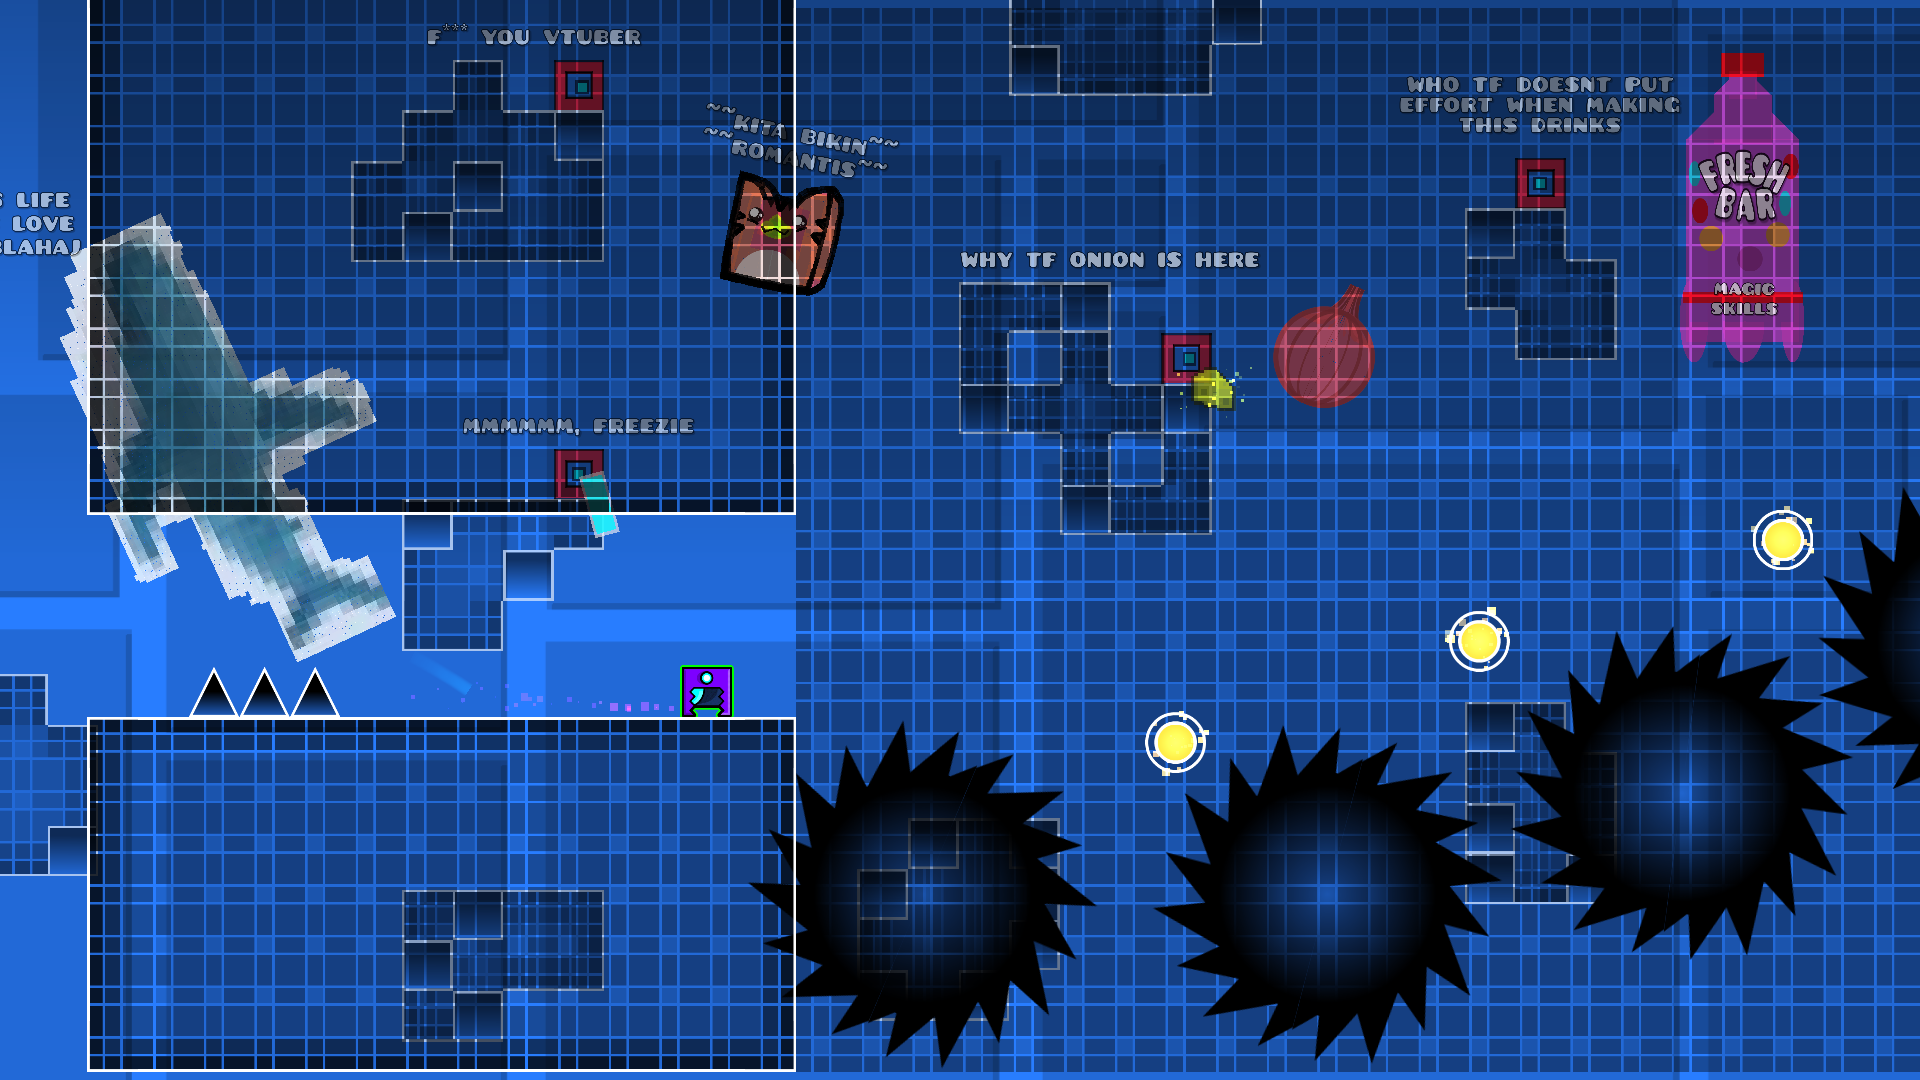 F*** YOU VTUBER
~~KITA BIKIN~~
~~ROMANTIS~~
WHO TF DOESNT PUT
EFFORT WHEN MAKING
THIS DRINKS
FRESH
BAR
MAGIC
SKILLS
LIFE
LOVE
BLAHAJ
WHY TF ONION IS HERE
MMMMMM, FREEZIE